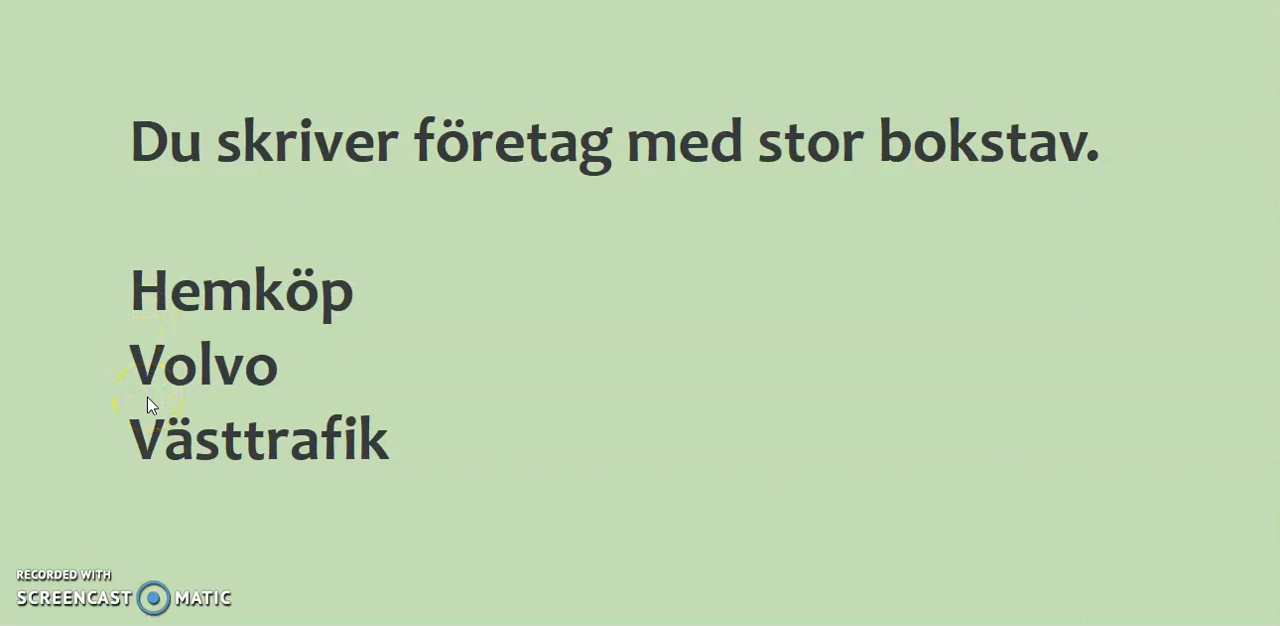 Du skriver företag med stor bokstav.
Hemköp
Volvo
Västtrafik
RECORDED WITH
SCREENCAST MATIC